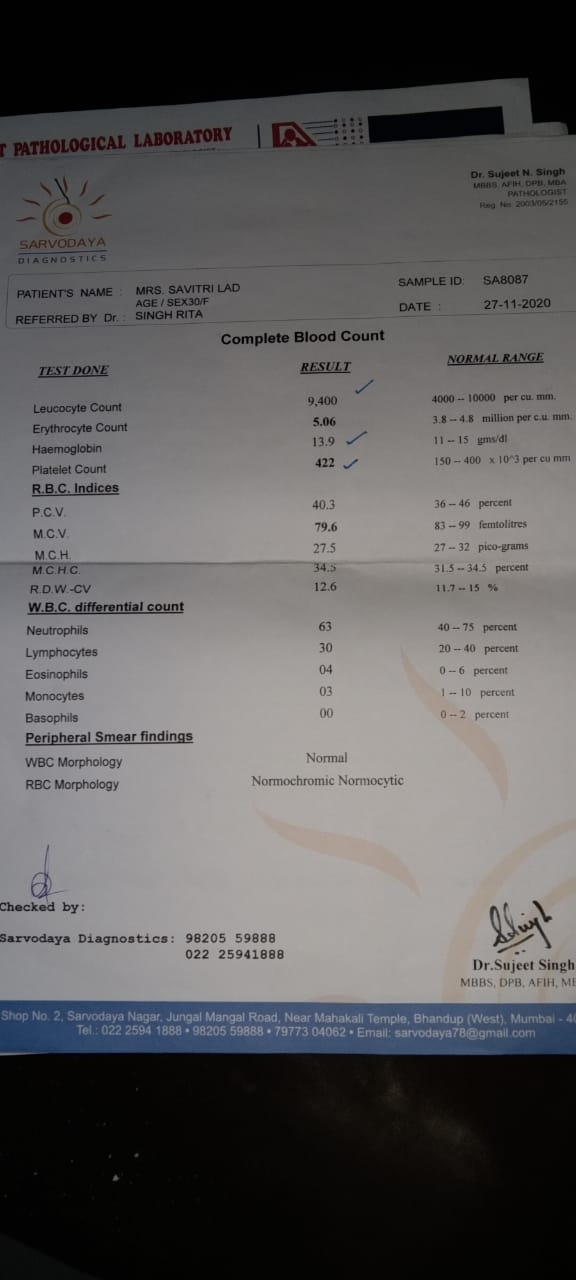 T PATHOLOGICAL LABORATORY
Dr. Sujeet N. Singh
MBBS, AFIH, DPB, MBA
PATHOLOGIST
Reg. No. 2003/05/2155
SARVODAYA
DIAGNOSTICS
PATIENT'S NAME : MRS. SAVITRI LAD SAMPLE ID: SA8087
AGE / SEX30/F
REFERRED BY Dr. : SINGH RITA DATE : 27-11-2020
Complete Blood Count
TEST DONE RESULT NORMAL RANGE
Leucocyte Count 9,400 4000 -- 10000 per cu. mm.
Erythrocyte Count 5.06 3.8 -- 4.8 million per c.u. mm.
Haemoglobin 13.9 11 -- 15 gms/dl
Platelet Count 422 150 -- 400 x 10^3 per cu mm
R.B.C. Indices
P.C.V. 40.3 36 -- 46 percent
M.C.V. 79.6 83 -- 99 femtolitres
M.C.H. 27.5 27 -- 32 pico-grams
M.C.H.C. 34.5 31.5 -- 34.5 percent
R.D.W.-CV 12.6 11.7 -- 15 %
W.B.C. differential count
Neutrophils 63 40 -- 75 percent
Lymphocytes 30 20 -- 40 percent
Eosinophils 04 0 -- 6 percent
Monocytes 03 1 -- 10 percent
Basophils 00 0 -- 2 percent
Peripheral Smear findings
WBC Morphology Normal
RBC Morphology Normochromic Normocytic
Checked by:
Sarvodaya Diagnostics: 98205 59888
022 25941888
Dr.Sujeet Singh
MBBS, DPB, AFIH, MB
Shop No. 2, Sarvodaya Nagar, Jungal Mangal Road, Near Mahakali Temple, Bhandup (West), Mumbai - 40
Tel.: 022 2594 1888 • 98205 59888 • 79773 04062 • Email: sarvodaya78@gmail.com